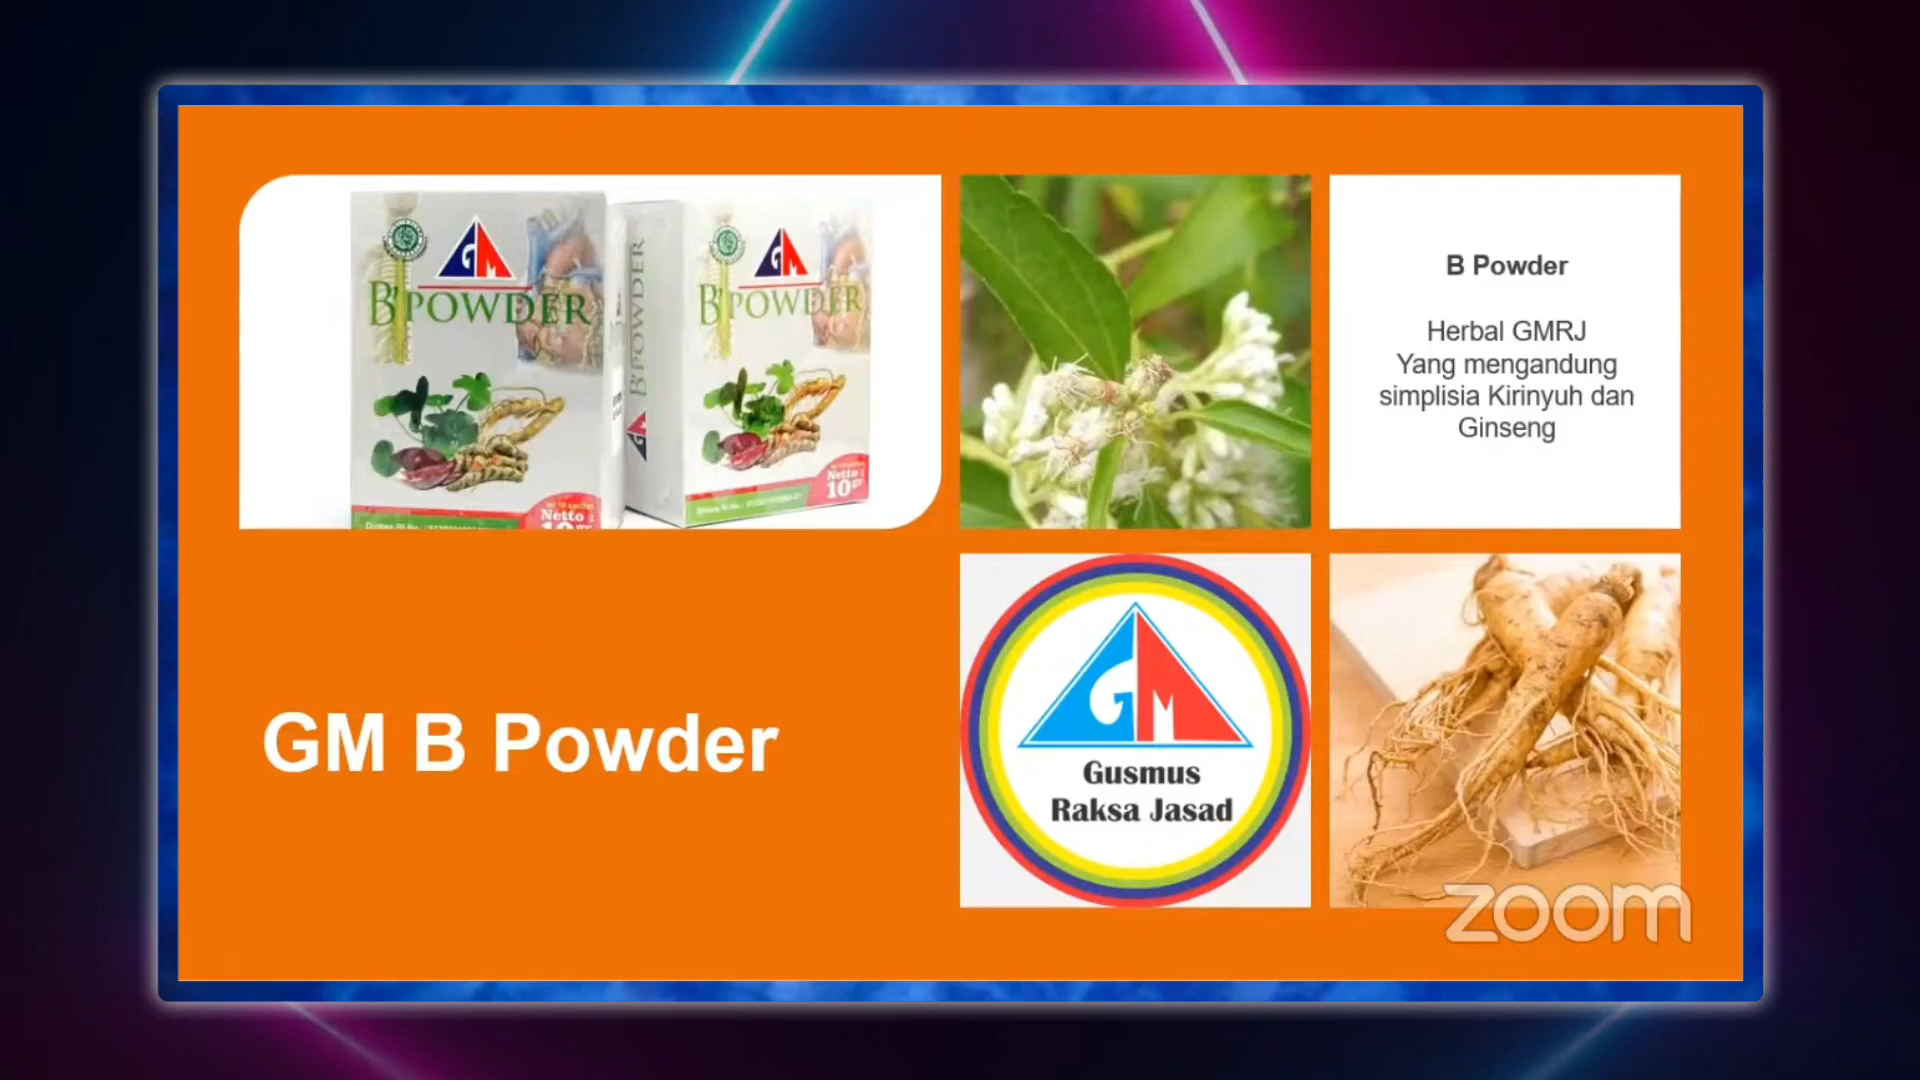 GM
B'POWDER
Netto :
GM
B'POWDER
B'POWDER
Netto :
10gr
B Powder
Herbal GMRJ
Yang mengandung
simplisia Kirinyuh dan
Ginseng
GM B Powder
GM
Gusmus
Raksa Jasad
zoom